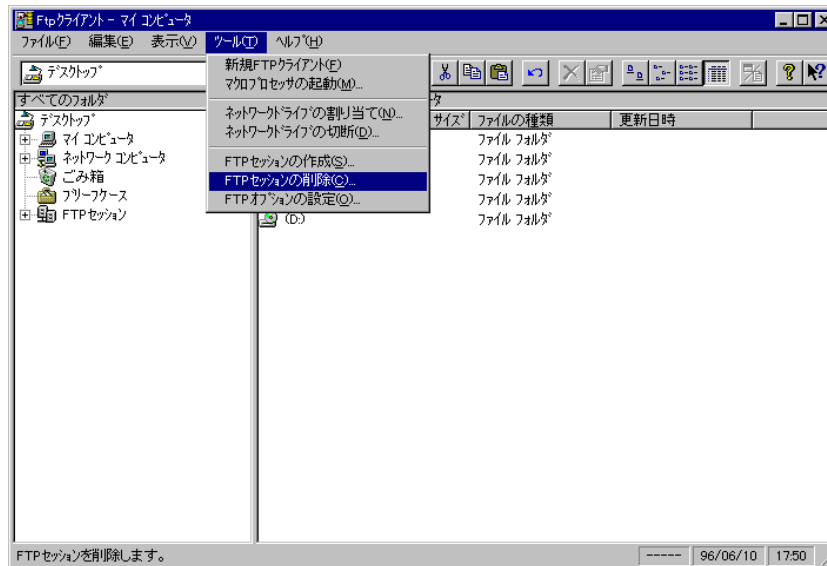 Ftpクライアント - マイ コンピュータ
ファイル(F) 編集(E) 表示(V) ツール(T) ヘルプ(H)
デスクトップ
新規FTPクライアント(F)
マクロプロセッサの起動(M)...
ネットワークドライブの割り当て(N)...
ネットワークドライブの切断(D)...
FTPセッションの作成(S)...
FTPセッションの削除(C)...
FTPオプションの設定(O)...
すべてのフォルダ
デスクトップ
マイ コンピュータ
ネットワーク コンピュータ
ごみ箱
ブリーフケース
FTPセッション
タ
サイズ ファイルの種類 更新日時
ファイル フォルダ
ファイル フォルダ
ファイル フォルダ
ファイル フォルダ
(D:) ファイル フォルダ
FTPセッションを削除します。 ----- 96/06/10 17:50